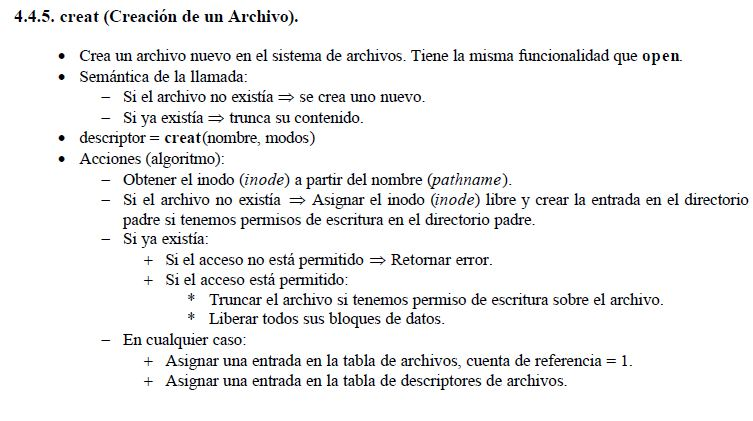 4.4.5. creat (Creación de un Archivo).
• Crea un archivo nuevo en el sistema de archivos. Tiene la misma funcionalidad que open.
• Semántica de la llamada:
– Si el archivo no existía ⇒ se crea uno nuevo.
– Si ya existía ⇒ trunca su contenido.
• descriptor = creat(nombre, modos)
• Acciones (algoritmo):
– Obtener el inodo (inode) a partir del nombre (pathname).
– Si el archivo no existía ⇒ Asignar el inodo (inode) libre y crear la entrada en el directorio
padre si tenemos permisos de escritura en el directorio padre.
– Si ya existía:
+ Si el acceso no está permitido ⇒ Retornar error.
+ Si el acceso está permitido:
* Truncar el archivo si tenemos permiso de escritura sobre el archivo.
* Liberar todos sus bloques de datos.
– En cualquier caso:
+ Asignar una entrada en la tabla de archivos, cuenta de referencia = 1.
+ Asignar una entrada en la tabla de descriptores de archivos.